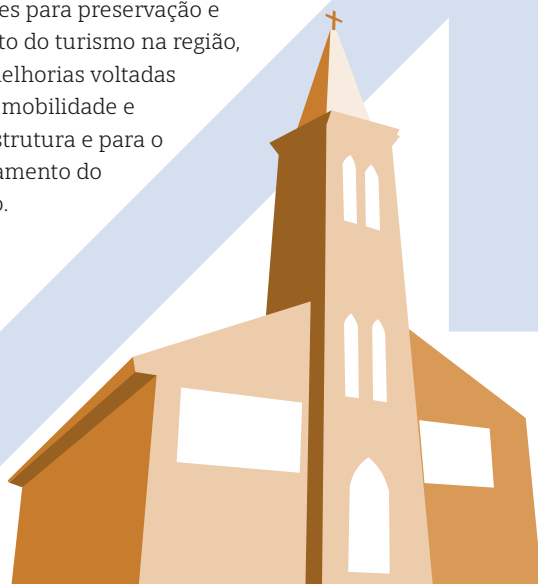 es para preservação e
to do turismo na região,
elhorias voltadas
mobilidade e
strutura e para o
amento do
o.